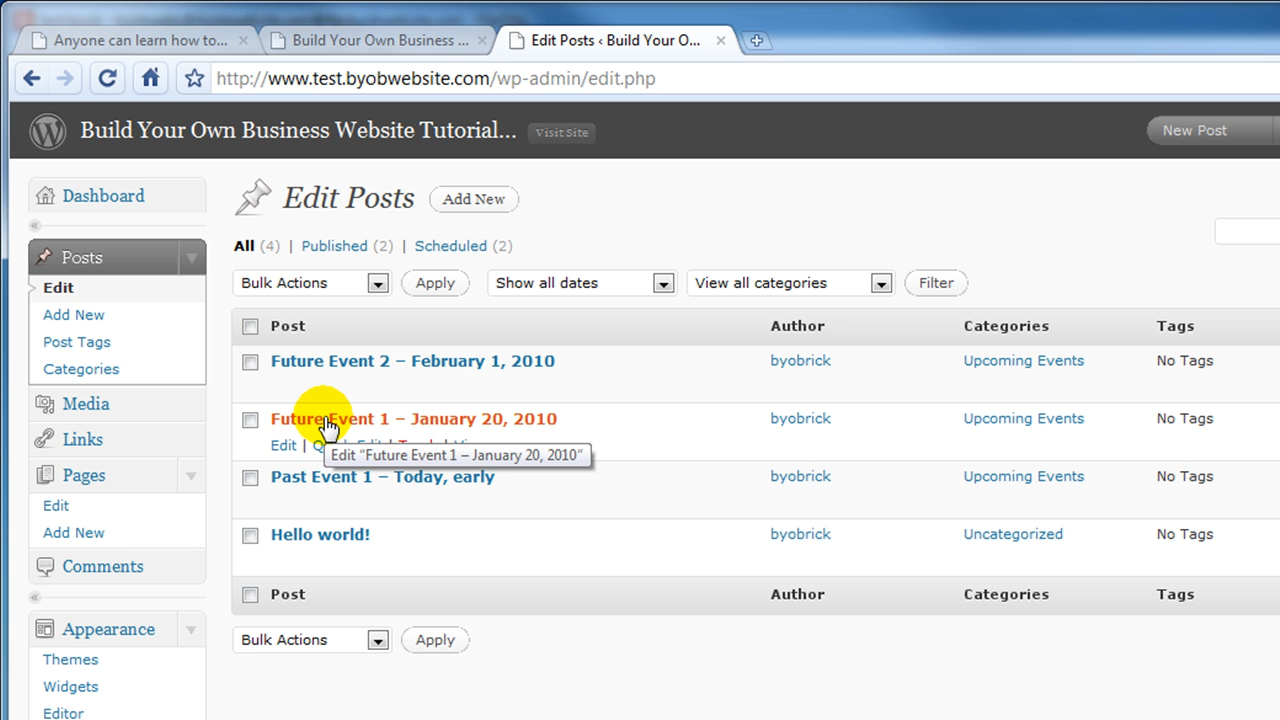 Anyone can learn how to...
Build Your Own Business ...
Edit Posts ‹ Build Your O...
http://www.test.byobwebsite.com/wp-admin/edit.php
Build Your Own Business Website Tutorial... Visit Site
New Post
Dashboard
Posts
Edit
Add New
Post Tags
Categories
Media
Links
Pages
Edit
Add New
Comments
Appearance
Themes
Widgets
Editor
Edit Posts Add New
All (4) | Published (2) | Scheduled (2)
Bulk Actions Apply Show all dates View all categories Filter
Post Author Categories Tags
Future Event 2 – February 1, 2010 byobrick Upcoming Events No Tags
Future Event 1 – January 20, 2010 byobrick Upcoming Events No Tags
Edit |
Edit “Future Event 1 – January 20, 2010”
Past Event 1 – Today, early byobrick Upcoming Events No Tags
Hello world! byobrick Uncategorized No Tags
Post Author Categories Tags
Bulk Actions Apply